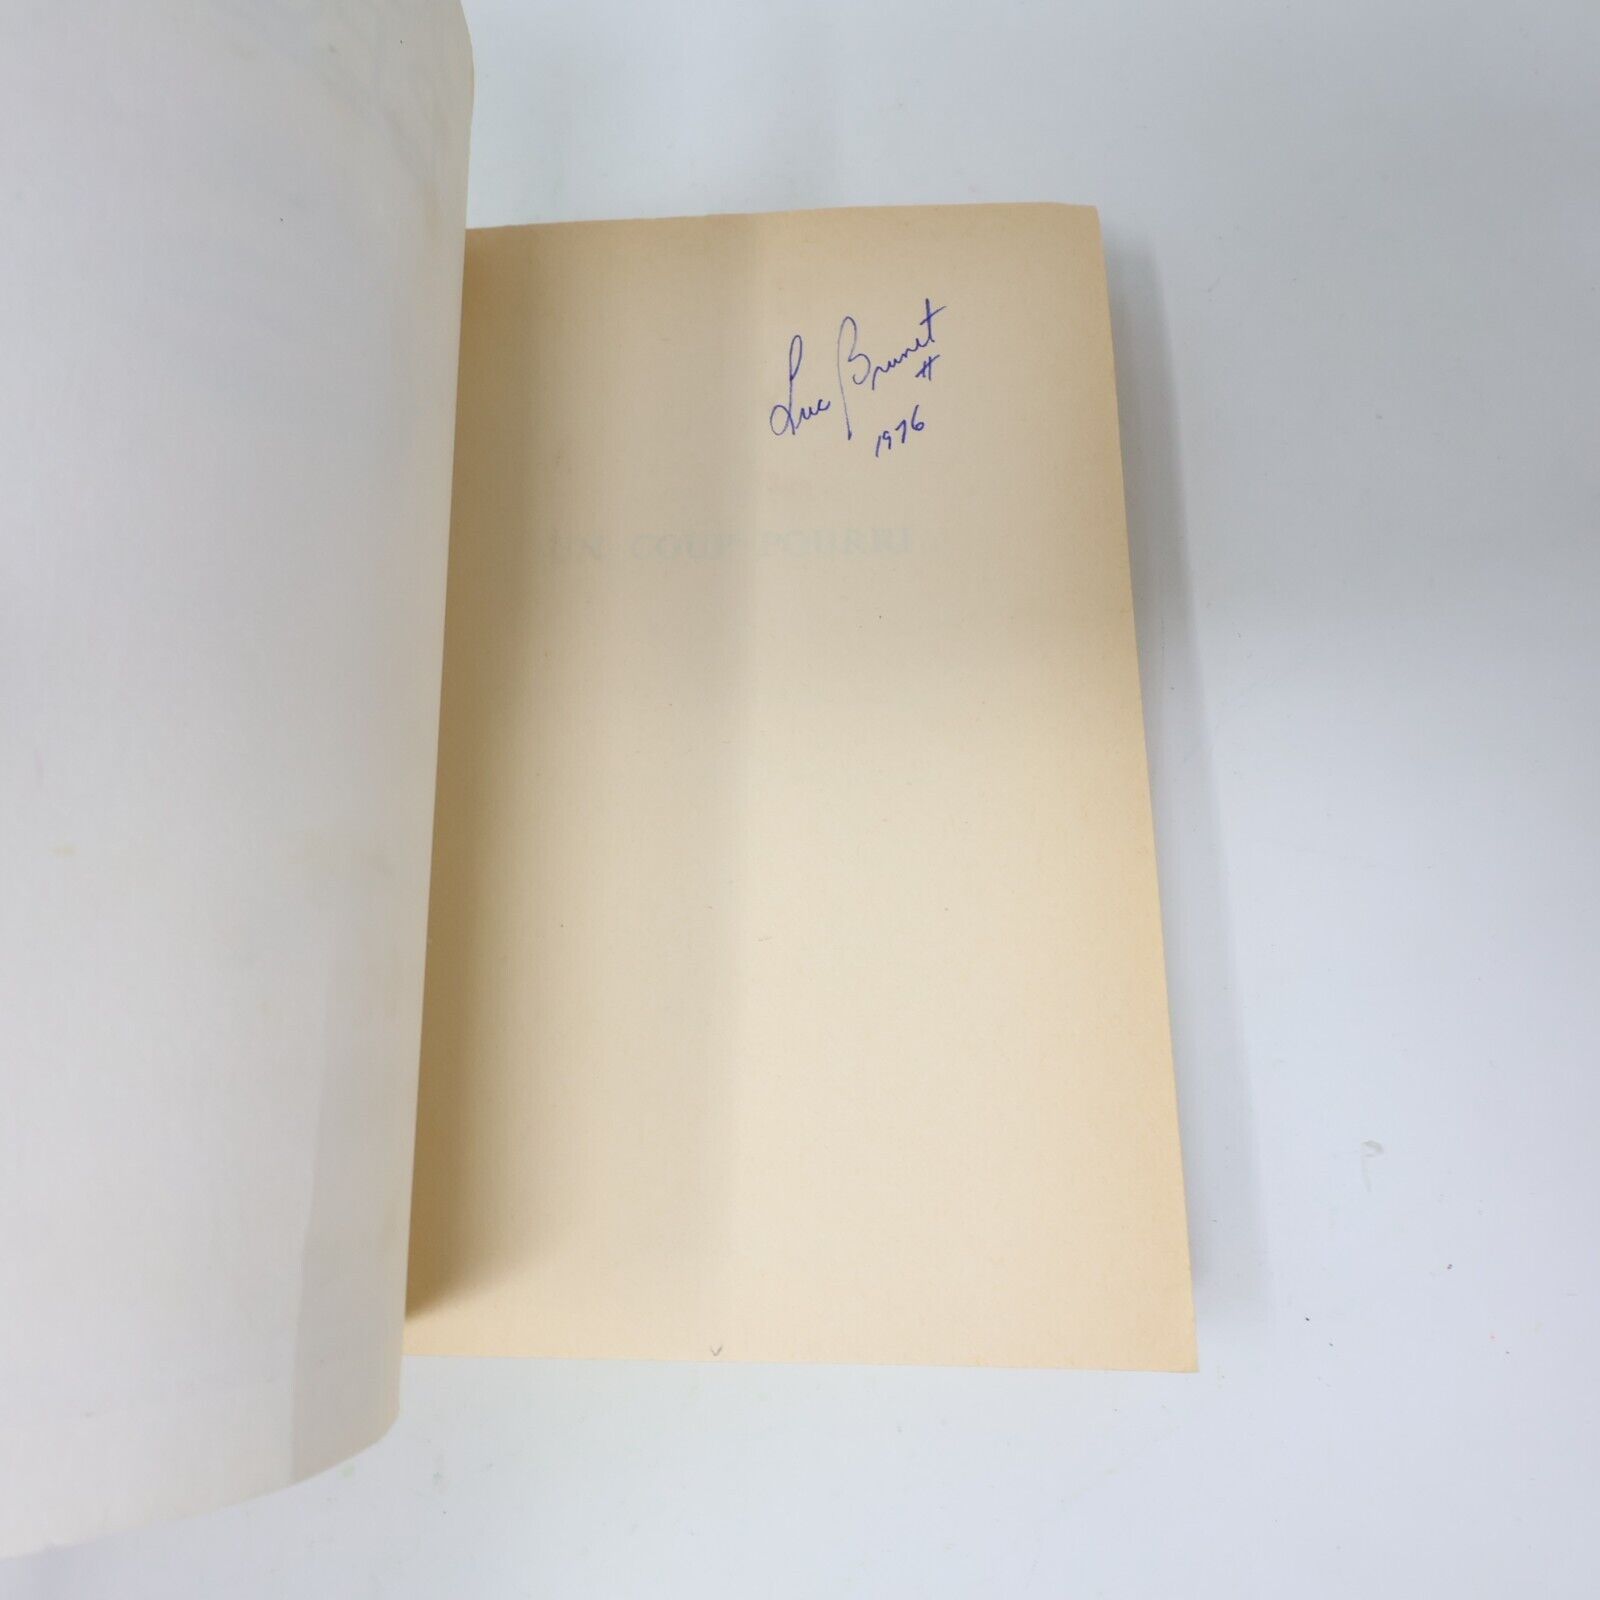 Luc Brunet
#
1976
UN COUP POURRI